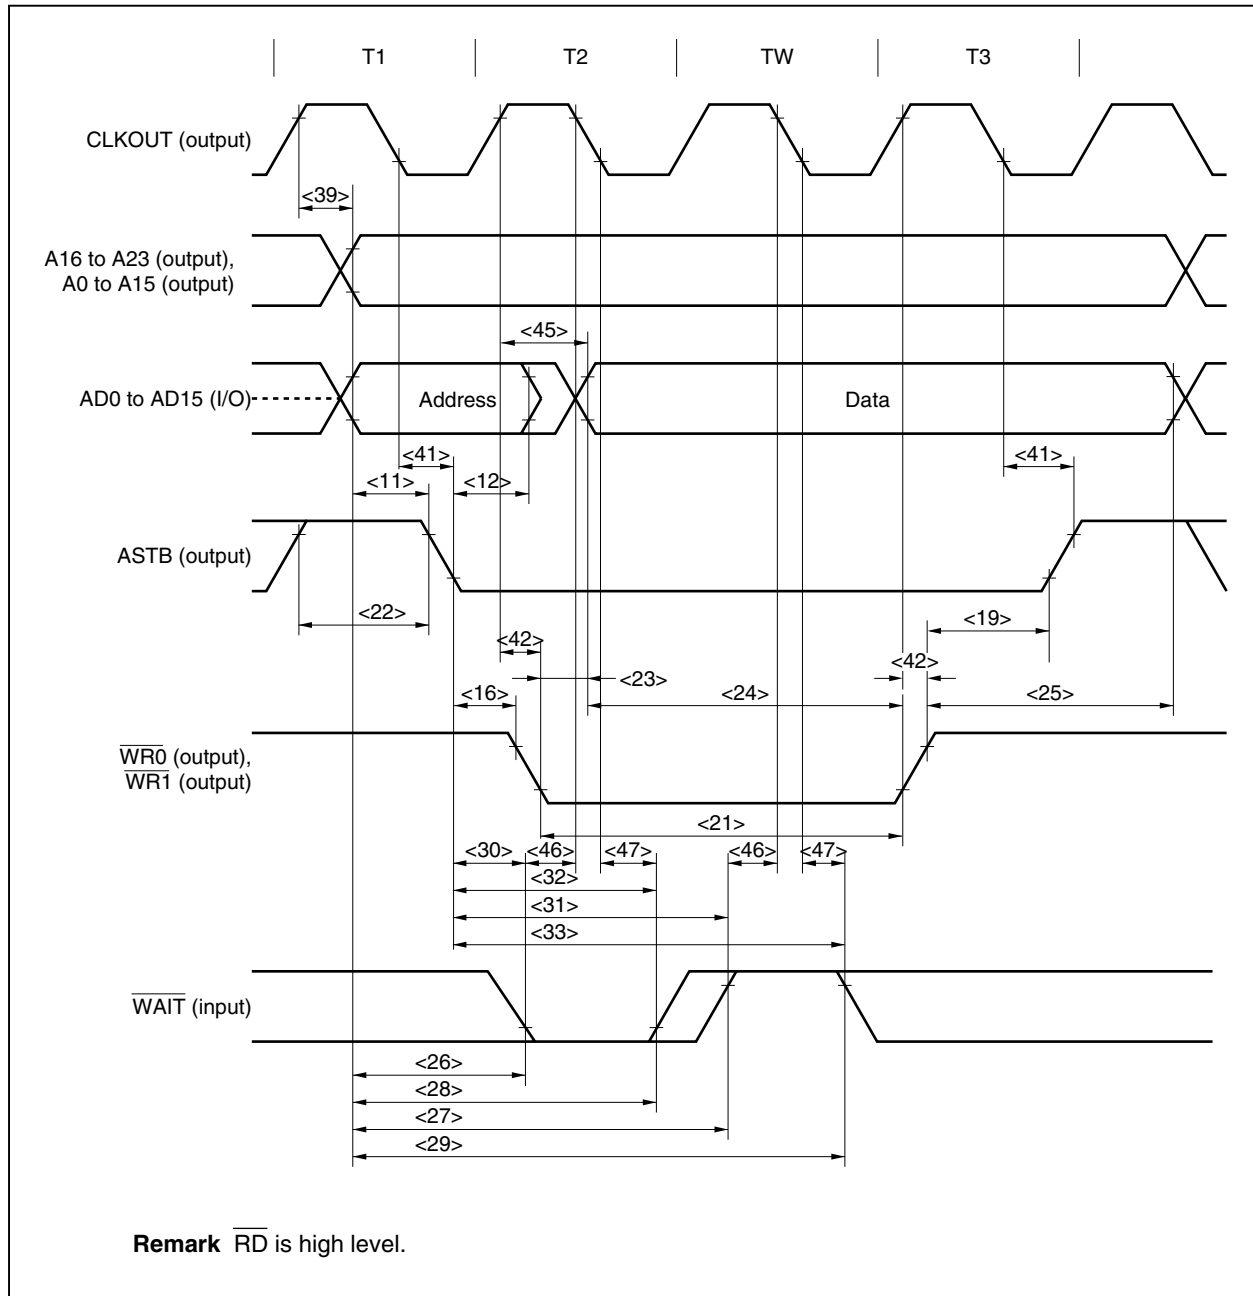 T1 T2 TW T3
CLKOUT (output)
<39>
A16 to A23 (output),
A0 to A15 (output)
<45>
AD0 to AD15 (I/O) Address Data
<41> <41>
<11> <12>
ASTB (output)
<22> <19>
<42> <42>
<16> <23> <24> <25>
WR0 (output),
WR1 (output)
<21>
<30> <46> <47> <46> <47>
<32>
<31>
<33>
WAIT (input)
<26>
<28>
<27>
<29>
Remark RD is high level.